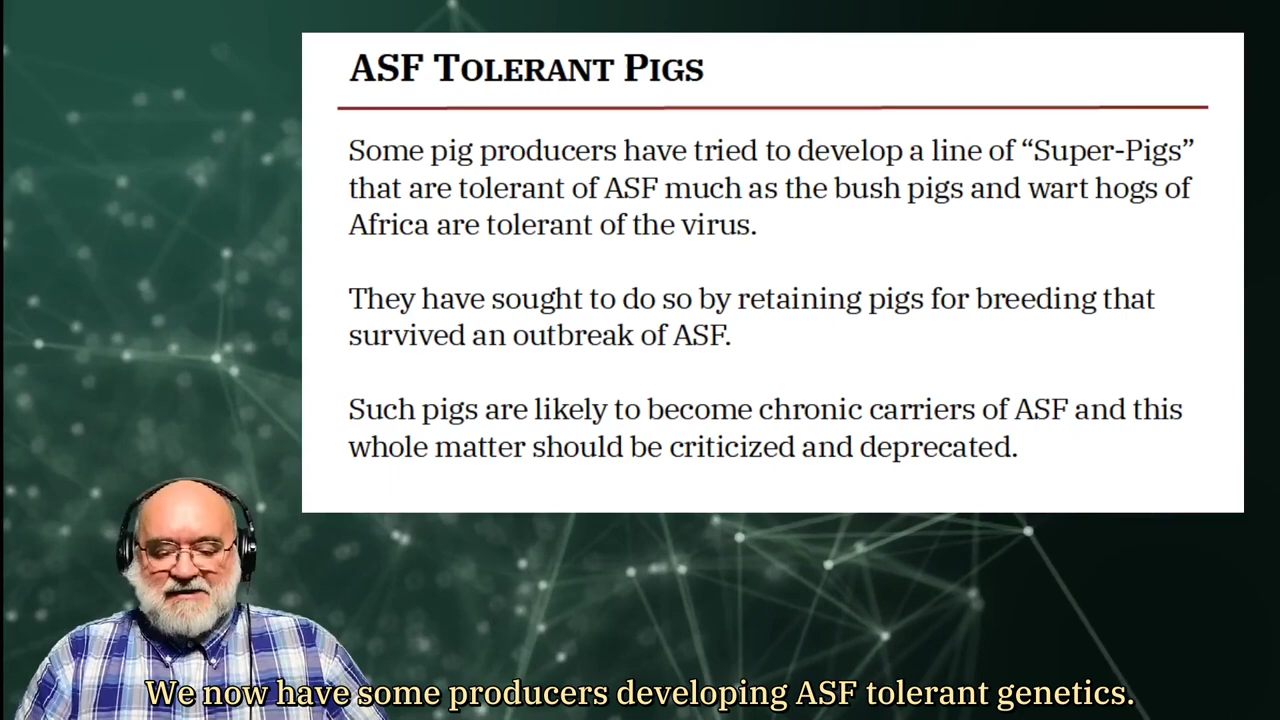 ASF TOLERANT PIGS
Some pig producers have tried to develop a line of “Super-Pigs”
that are tolerant of ASF much as the bush pigs and wart hogs of
Africa are tolerant of the virus.
They have sought to do so by retaining pigs for breeding that
survived an outbreak of ASF.
Such pigs are likely to become chronic carriers of ASF and this
whole matter should be criticized and deprecated.
We now have some producers developing ASF tolerant genetics.